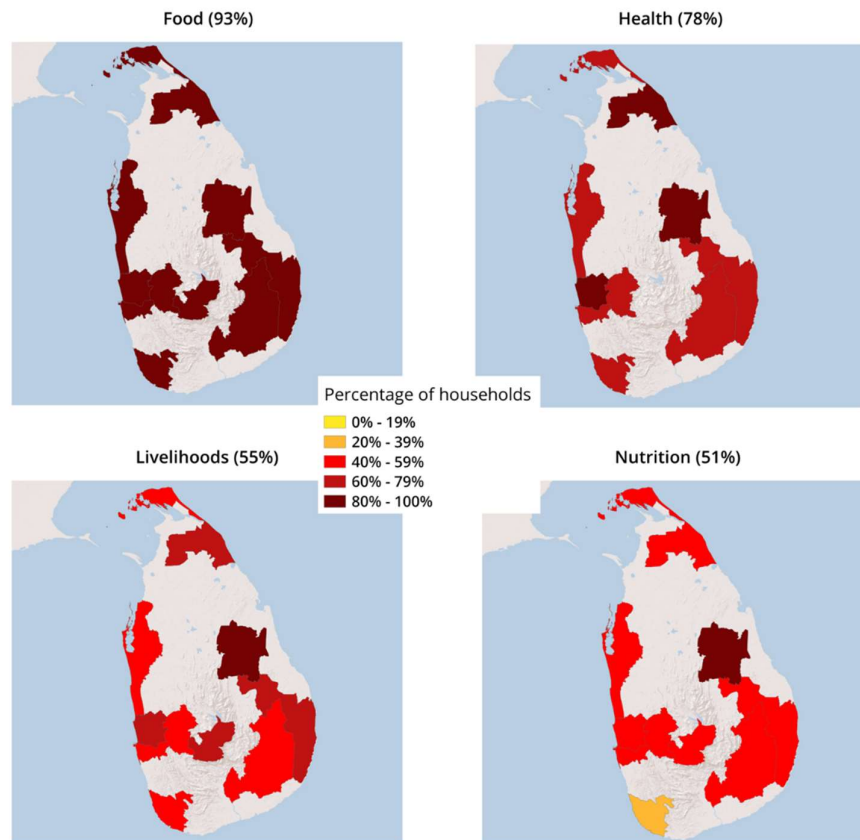 Food (93%)
Health (78%)
Percentage of households
0% - 19%
20% - 39%
40% - 59%
60% - 79%
80% - 100%
Livelihoods (55%)
Nutrition (51%)